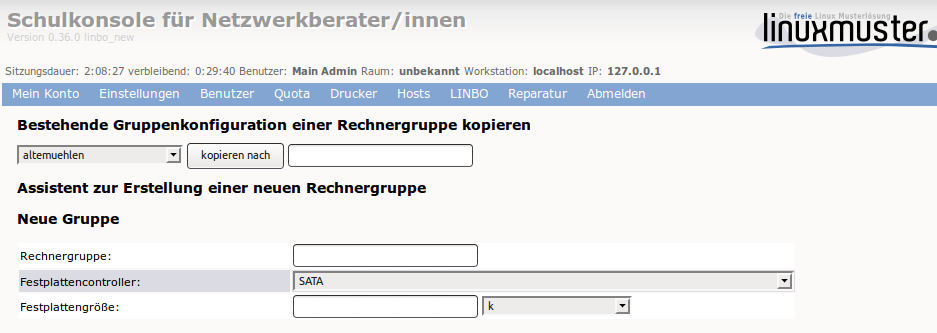 Schulkonsole für Netzwerkberater/innen
Version 0.36.0 linbo_new
Die freie Linux Musterlösung
linuxmuster.
Sitzungsdauer: 2:08:27 verbleibend: 0:29:40 Benutzer: Main Admin Raum: unbekannt Workstation: localhost IP: 127.0.0.1
Mein Konto Einstellungen Benutzer Quota Drucker Hosts LINBO Reparatur Abmelden
Bestehende Gruppenkonfiguration einer Rechnergruppe kopieren
altemuehlen kopieren nach
Assistent zur Erstellung einer neuen Rechnergruppe
Neue Gruppe
Rechnergruppe:
Festplattencontroller: SATA
Festplattengröße: k